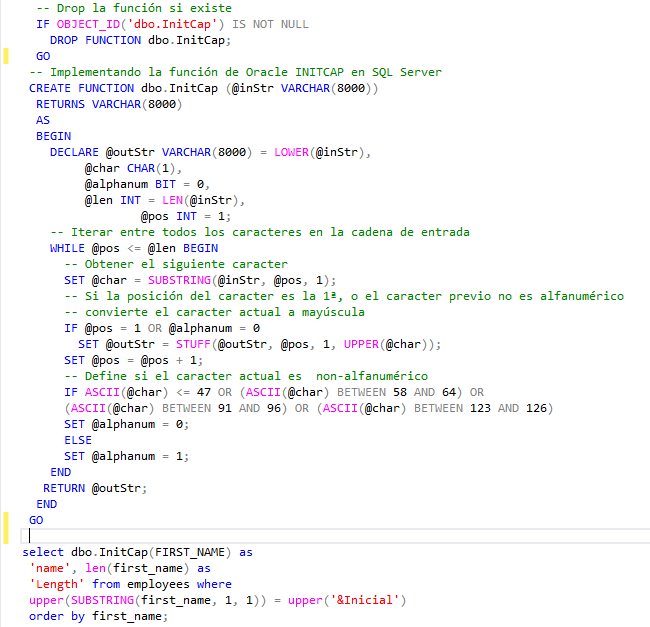 -- Drop la función si existe
IF OBJECT_ID('dbo.InitCap') IS NOT NULL
DROP FUNCTION dbo.InitCap;
GO
-- Implementando la función de Oracle INITCAP en SQL Server
CREATE FUNCTION dbo.InitCap (@inStr VARCHAR(8000))
RETURNS VARCHAR(8000)
AS
BEGIN
DECLARE @outStr VARCHAR(8000) = LOWER(@inStr),
@char CHAR(1),
@alphanum BIT = 0,
@len INT = LEN(@inStr),
@pos INT = 1;
-- Iterar entre todos los caracteres en la cadena de entrada
WHILE @pos <= @len BEGIN
-- Obtener el siguiente caracter
SET @char = SUBSTRING(@inStr, @pos, 1);
-- Si la posición del caracter es la 1ª, o el caracter previo no es alfanumérico
-- convierte el caracter actual a mayúscula
IF @pos = 1 OR @alphanum = 0
SET @outStr = STUFF(@outStr, @pos, 1, UPPER(@char));
SET @pos = @pos + 1;
-- Define si el caracter actual es  non-alfanumérico
IF ASCII(@char) <= 47 OR (ASCII(@char) BETWEEN 58 AND 64) OR
(ASCII(@char) BETWEEN 91 AND 96) OR (ASCII(@char) BETWEEN 123 AND 126)
SET @alphanum = 0;
ELSE
SET @alphanum = 1;
END
RETURN @outStr;
END
GO
select dbo.InitCap(FIRST_NAME) as
'name', len(first_name) as
'Length' from employees where
upper(SUBSTRING(first_name, 1, 1)) = upper('&Inicial')
order by first_name;